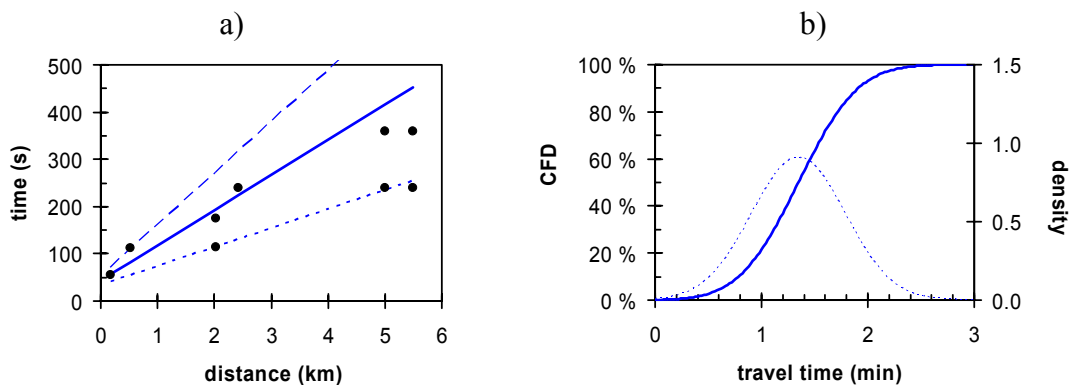 a)
500
400
300
200
100
0
time (s)
0 1 2 3 4 5 6
distance (km)
b)
100 %
80 %
60 %
40 %
20 %
0 %
CFD
1.5
1.0
0.5
0.0
density
0 1 2 3
travel time (min)